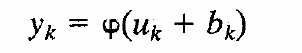 yₖ = φ(uₖ + bₖ)